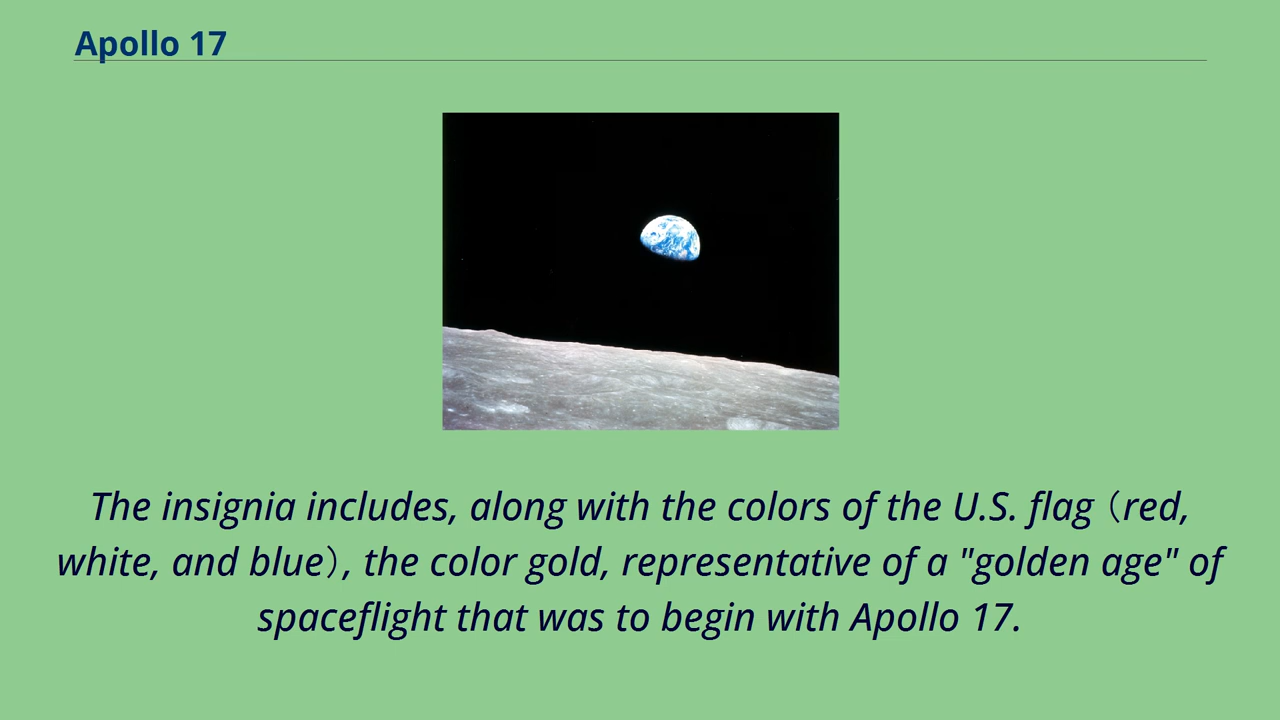 Apollo 17
The insignia includes, along with the colors of the U.S. flag（red,
white, and blue）, the color gold, representative of a "golden age" of
spaceflight that was to begin with Apollo 17.